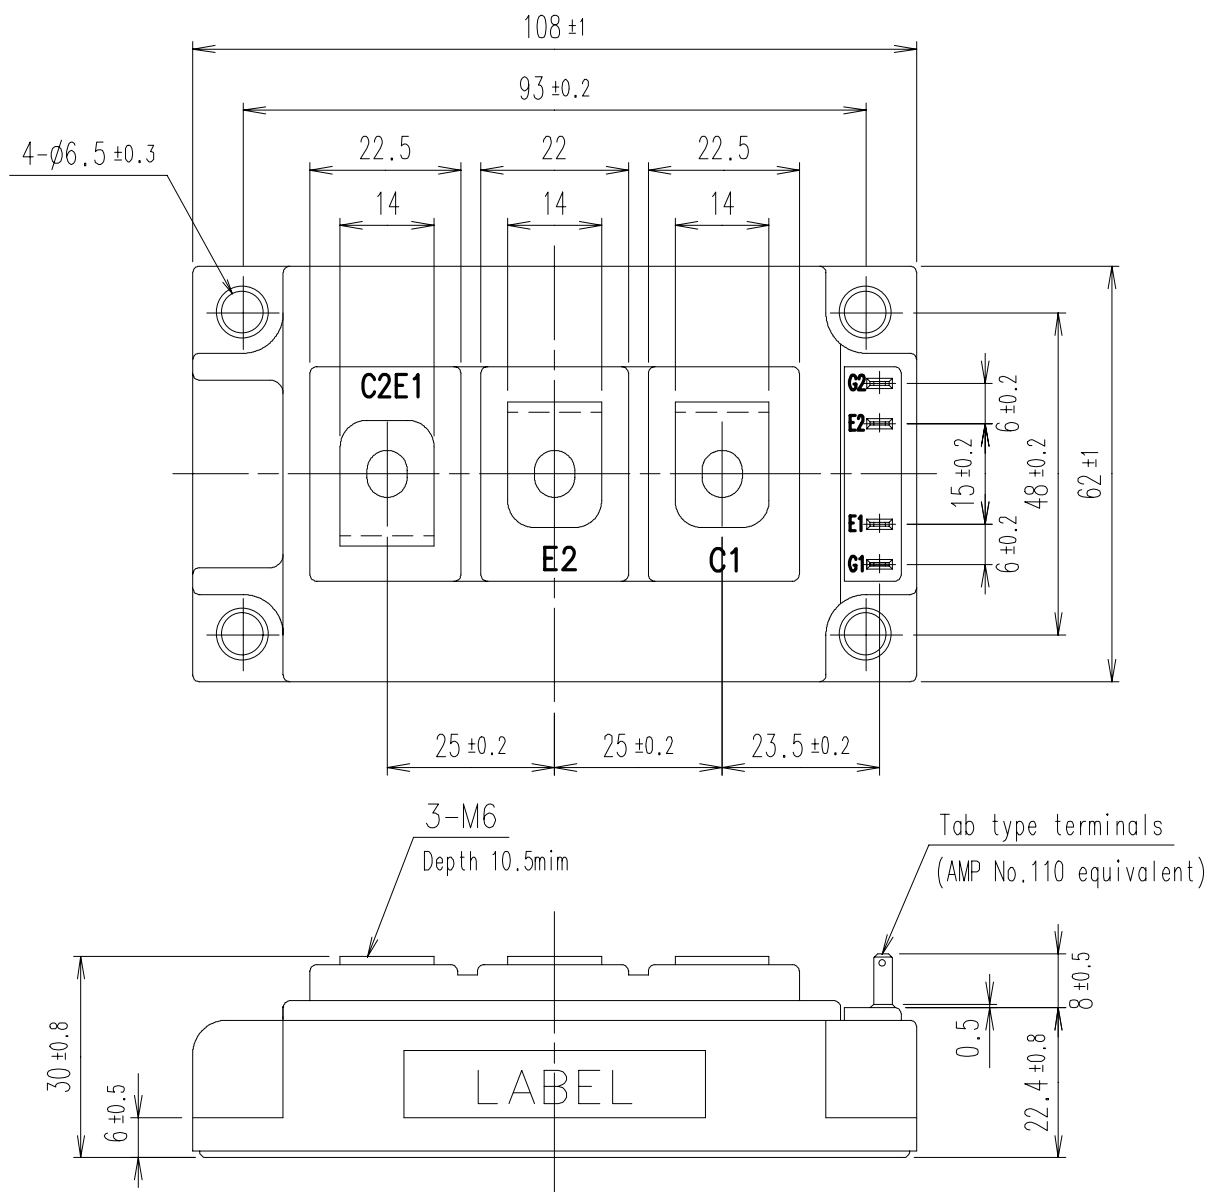 108 ±1
93 ±0.2
4-Ø6.5 ±0.3
22.5
22
22.5
14
14
14
C2E1
E2
C1
G2
E2
E1
G1
6 ±0.2
15 ±0.2
6 ±0.2
48 ±0.2
62 ±1
25 ±0.2
25 ±0.2
23.5 ±0.2
3-M6
Depth 10.5mim
Tab type terminals
(AMP No.110 equivalent)
30 ±0.8
6 ±0.5
LABEL
0.5
8 ±0.5
22.4 ±0.8